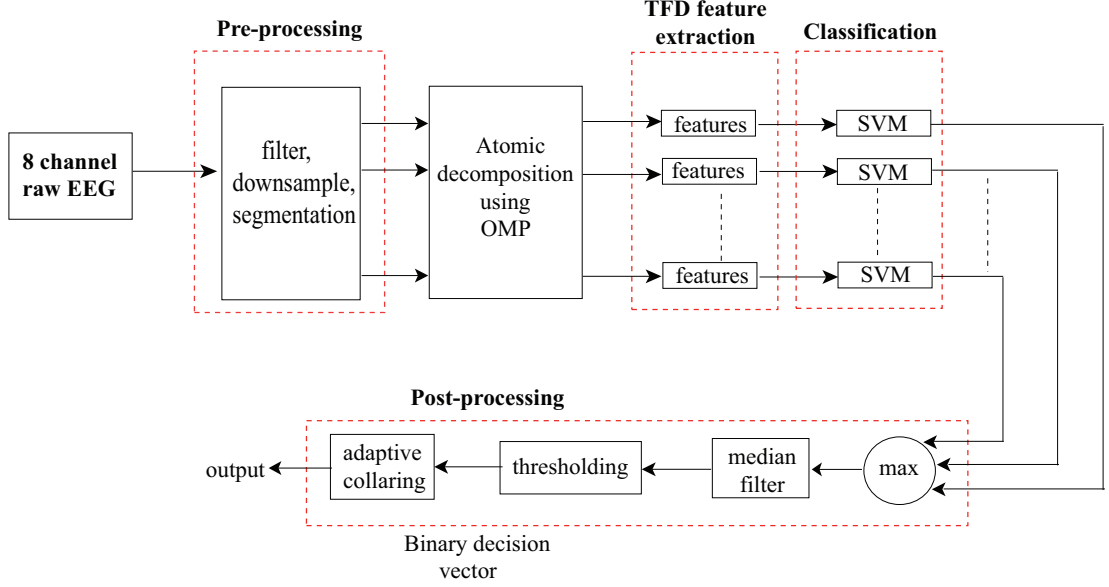 Pre-processing
TFD feature
extraction
Classification
8 channel
raw EEG
filter,
downsample,
segmentation
Atomic
decomposition
using
OMP
features
SVM
features
SVM
features
SVM
Post-processing
output
adaptive
collaring
thresholding
median
filter
max
Binary decision
vector